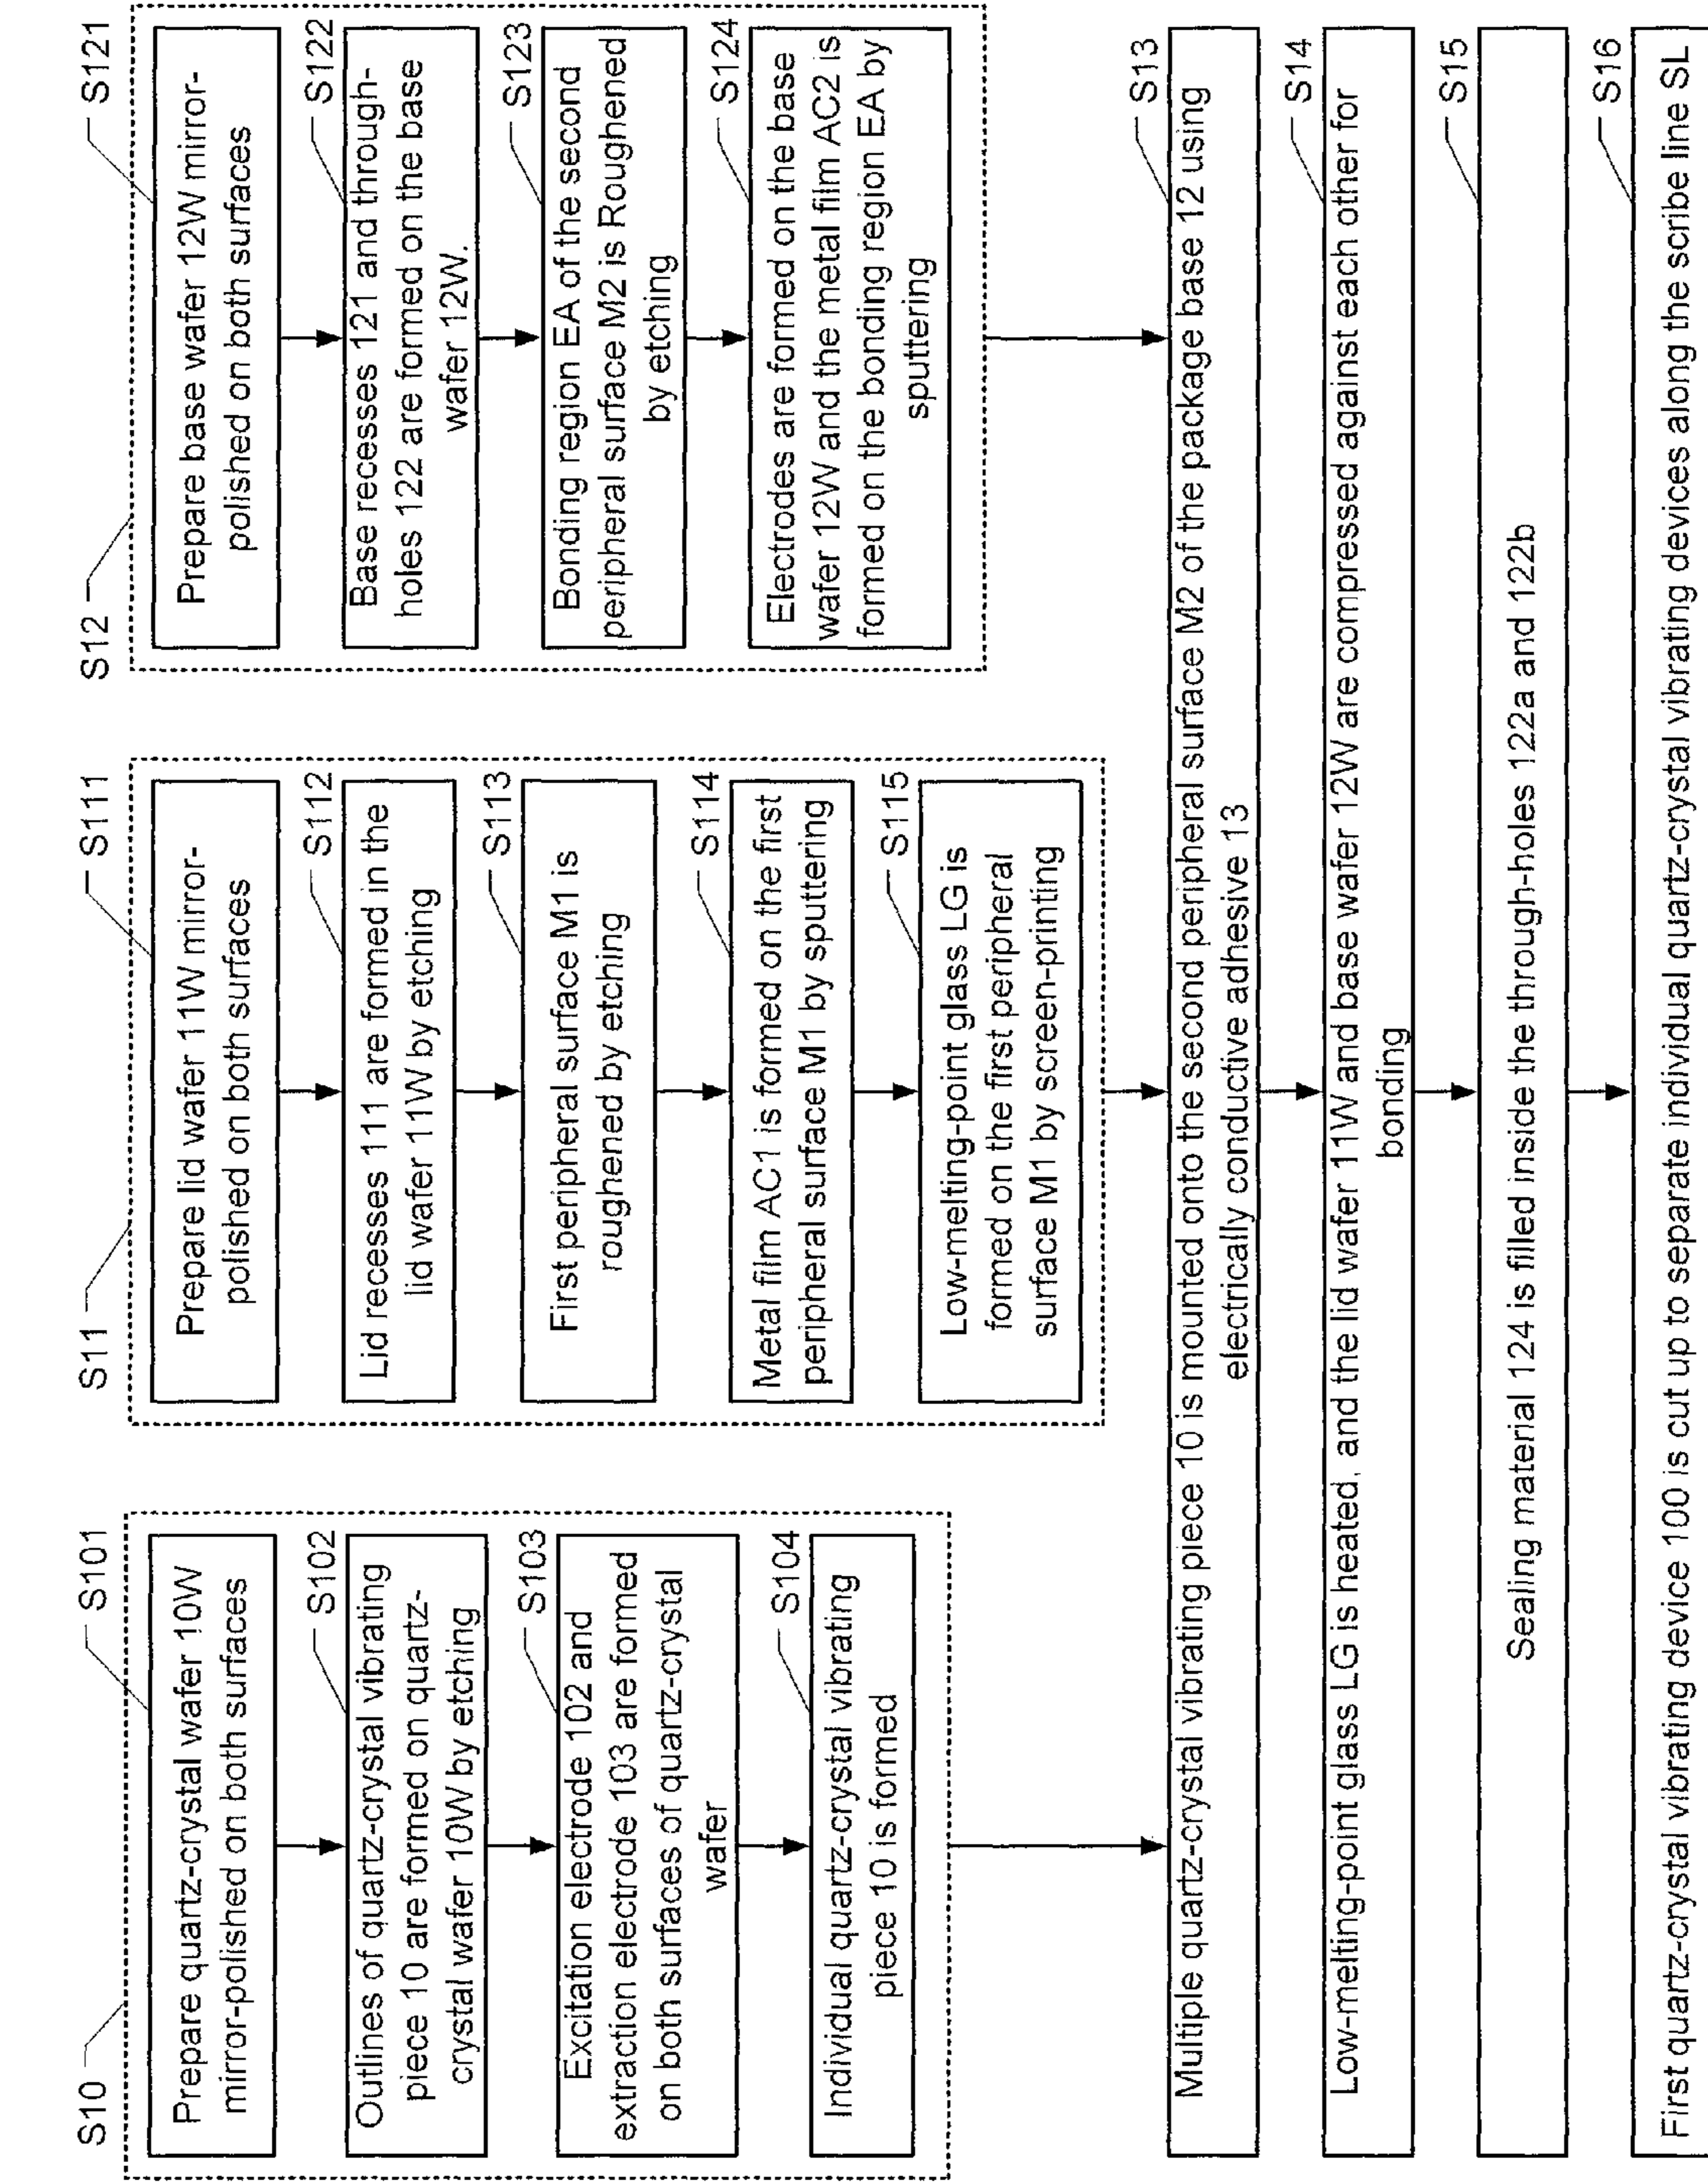 S10
S101
Prepare quartz-crystal wafer 10W
mirror-polished on both surfaces
S102
Outlines of quartz-crystal vibrating
piece 10 are formed on quartz-
crystal wafer 10W by etching
S103
Excitation electrode 102 and
extraction electrode 103 are formed
on both surfaces of quartz-crystal
wafer
S104
Individual quartz-crystal vibrating
piece 10 is formed
S11
S111
Prepare lid wafer 11W mirror-
polished on both surfaces
S112
Lid recesses 111 are formed in the
lid wafer 11W by etching
S113
First peripheral surface M1 is
roughened by etching
S114
Metal film AC1 is formed on the first
peripheral surface M1 by sputtering
S115
Low-melting-point glass LG is
formed on the first peripheral
surface M1 by screen-printing
S12
S121
Prepare base wafer 12W mirror-
polished on both surfaces
S122
Base recesses 121 and through-
holes 122 are formed on the base
wafer 12W.
S123
Bonding region EA of the second
peripheral surface M2 is Roughened
by etching
S124
Electrodes are formed on the base
wafer 12W and the metal film AC2 is
formed on the bonding region EA by
sputtering
S13
Multiple quartz-crystal vibrating piece 10 is mounted onto the second peripheral surface M2 of the package base 12 using
electrically conductive adhesive 13
S14
Low-melting-point glass LG is heated, and the lid wafer 11W and base wafer 12W are compressed against each other for
bonding
S15
Sealing material 124 is filled inside the through-holes 122a and 122b
S16
First quartz-crystal vibrating device 100 is cut up to separate individual quartz-crystal vibrating devices along the scribe line SL